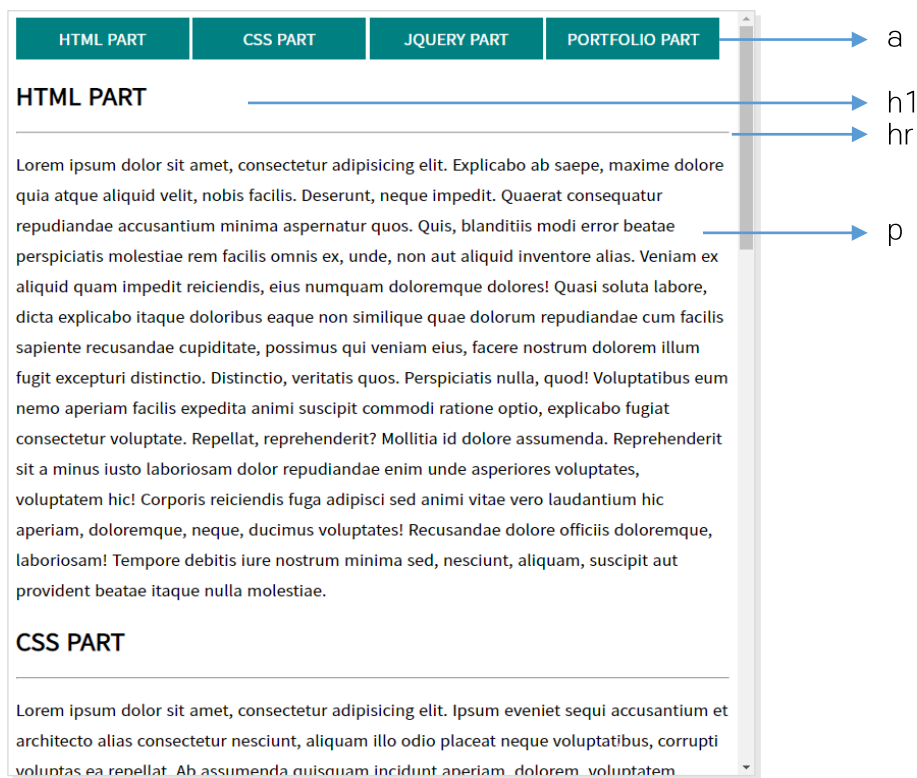 HTML PART CSS PART JQUERY PART PORTFOLIO PART a
HTML PART h1
hr
Lorem ipsum dolor sit amet, consectetur adipisicing elit. Explicabo ab saepe, maxime dolore
quia atque aliquid velit, nobis facilis. Deserunt, neque impedit. Quaerat consequatur
repudiandae accusantium minima aspernatur quos. Quis, blanditiis modi error beatae p
perspiciatis molestiae rem facilis omnis ex, unde, non aut aliquid inventore alias. Veniam ex
aliquid quam impedit reiciendis, eius numquam doloremque dolores! Quasi soluta labore,
dicta explicabo itaque doloribus eaque non similique quae dolorum repudiandae cum facilis
sapiente recusandae cupiditate, possimus qui veniam eius, facere nostrum dolorem illum
fugit excepturi distinctio. Distinctio, veritatis quos. Perspiciatis nulla, quod! Voluptatibus eum
nemo aperiam facilis expedita animi suscipit commodi ratione optio, explicabo fugiat
consectetur voluptate. Repellat, reprehenderit? Mollitia id dolore assumenda. Reprehenderit
sit a minus iusto laboriosam dolor repudiandae enim unde asperiores voluptates,
voluptatem hic! Corporis reiciendis fuga adipisci sed animi vitae vero laudantium hic
aperiam, doloremque, neque, ducimus voluptates! Recusandae dolore officiis doloremque,
laboriosam! Tempore debitis iure nostrum minima sed, nesciunt, aliquam, suscipit aut
provident beatae itaque nulla molestiae.
CSS PART
Lorem ipsum dolor sit amet, consectetur adipisicing elit. Ipsum eveniet sequi accusantium et
architecto alias consectetur nesciunt, aliquam illo odio placeat neque voluptatibus, corrupti
voluptas ea repellat. Ab assumenda quisquam incidunt aperiam, dolorem, voluptatem